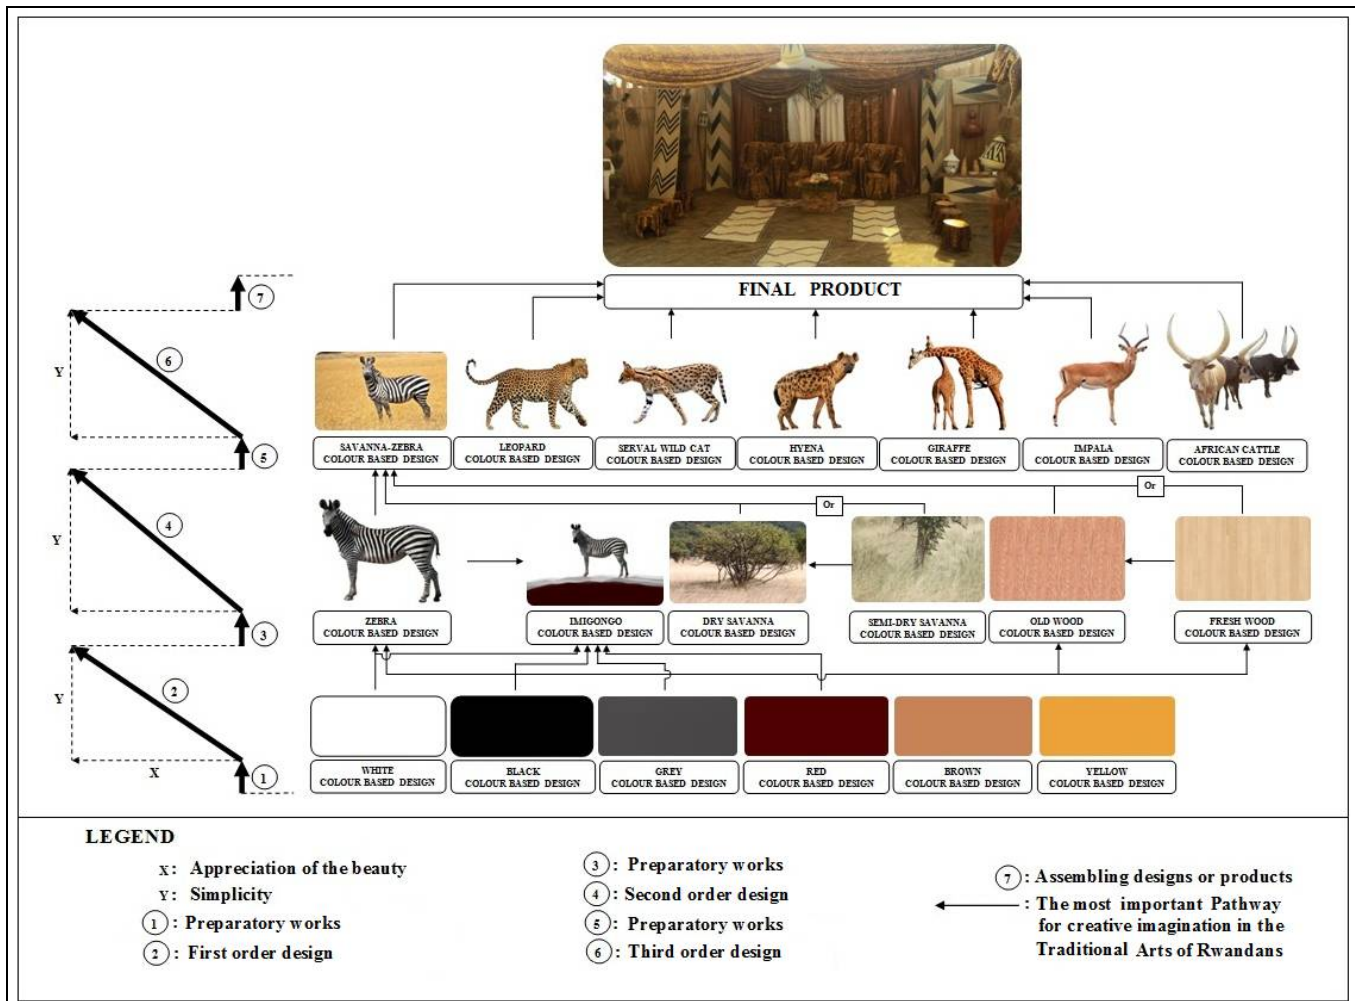 FINAL PRODUCT
7
6
Y
SAVANNA-ZEBRA
COLOUR BASED DESIGN
LEOPARD
COLOUR BASED DESIGN
SERVAL WILD CAT
COLOUR BASED DESIGN
HYENA
COLOUR BASED DESIGN
GIRAFFE
COLOUR BASED DESIGN
IMPALA
COLOUR BASED DESIGN
AFRICAN CATTLE
COLOUR BASED DESIGN
5
Or
Or
4
Y
ZEBRA
COLOUR BASED DESIGN
IMIGONGO
COLOUR BASED DESIGN
DRY SAVANNA
COLOUR BASED DESIGN
SEMI-DRY SAVANNA
COLOUR BASED DESIGN
OLD WOOD
COLOUR BASED DESIGN
FRESH WOOD
COLOUR BASED DESIGN
3
2
Y
X
1
WHITE
COLOUR BASED DESIGN
BLACK
COLOUR BASED DESIGN
GREY
COLOUR BASED DESIGN
RED
COLOUR BASED DESIGN
BROWN
COLOUR BASED DESIGN
YELLOW
COLOUR BASED DESIGN
LEGEND
X: Appreciation of the beauty
Y: Simplicity
1: Preparatory works
2: First order design
3: Preparatory works
4: Second order design
5: Preparatory works
6: Third order design
7: Assembling designs or products
: The most important Pathway
for creative imagination in the
Traditional Arts of Rwandans